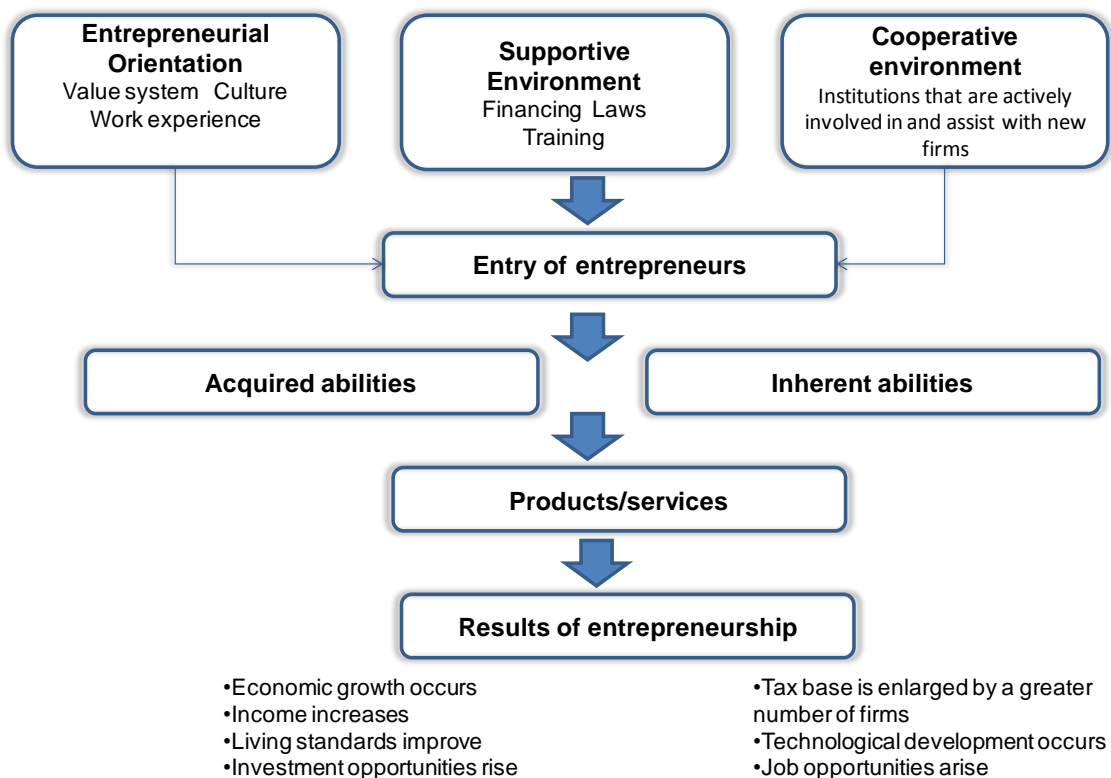 Entrepreneurial
Orientation
Value system Culture
Work experience
Supportive
Environment
Financing Laws
Training
Cooperative
environment
Institutions that are actively
involved in and assist with new
firms
Entry of entrepreneurs
Acquired abilities
Inherent abilities
Products/services
Results of entrepreneurship
•Economic growth occurs
•Income increases
•Living standards improve
•Investment opportunities rise
•Tax base is enlarged by a greater
number of firms
•Technological development occurs
•Job opportunities arise